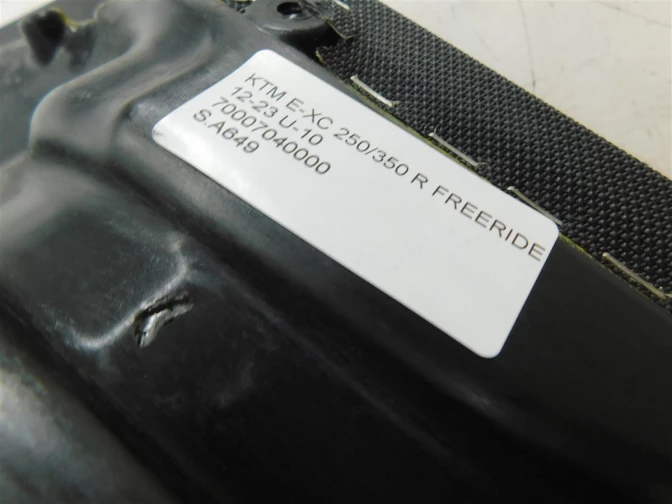 KTM E-XC 250/350 R FREERIDE
12-23 U-10
70007040000
S.A649